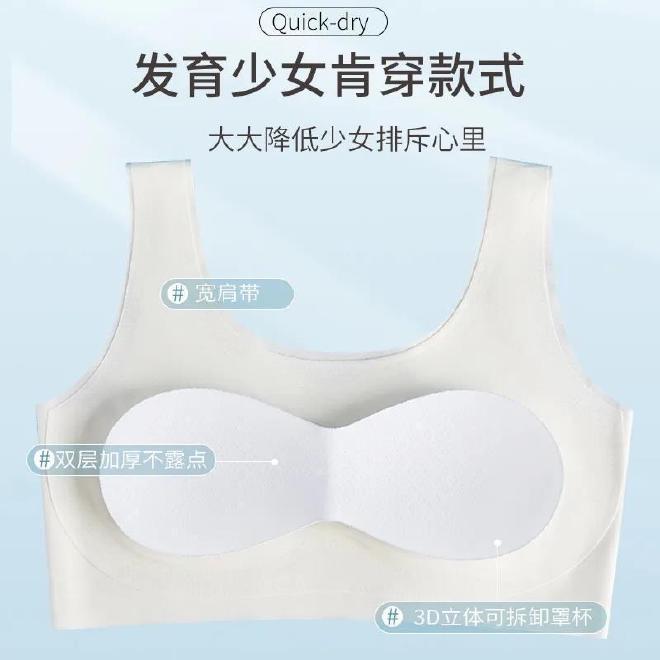 Quick-dry
发育少女肯穿款式
大大降低少女排斥心里
# 宽肩带
#双层加厚不露点
# 3D立体可拆卸罩杯